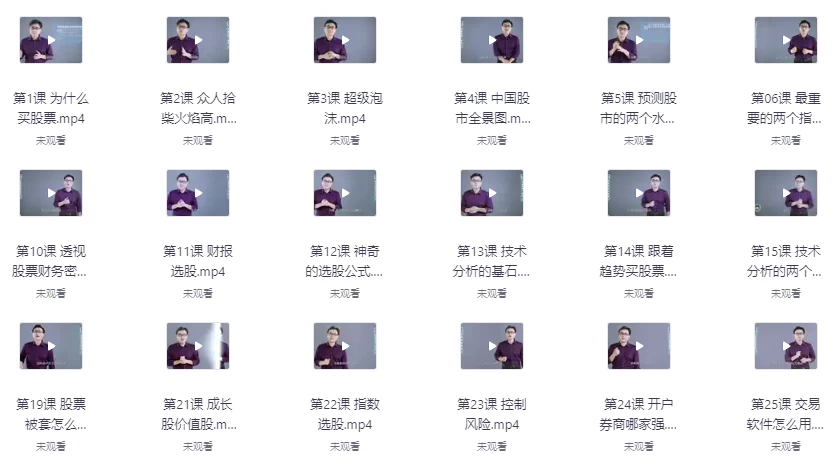 第1课 为什么
买股票.mp4
未观看
第2课 众人拾
柴火焰高.m...
未观看
第3课 超级泡
沫.mp4
未观看
第4课 中国股
市全景图.m...
未观看
第5课 预测股
市的两个水...
未观看
第06课 最重
要的两个指...
未观看
第10课 透视
股票财务密...
未观看
第11课 财报
选股.mp4
未观看
第12课 神奇
的选股公式....
未观看
第13课 技术
分析的基石....
未观看
第14课 跟着
趋势买股票....
未观看
第15课 技术
分析的两个...
未观看
第19课 股票
被套怎么...
未观看
第21课 成长
股价值股.m...
未观看
第22课 指数
选股.mp4
未观看
第23课 控制
风险.mp4
未观看
第24课 开户
券商哪家强....
未观看
第25课 交易
软件怎么用....
未观看